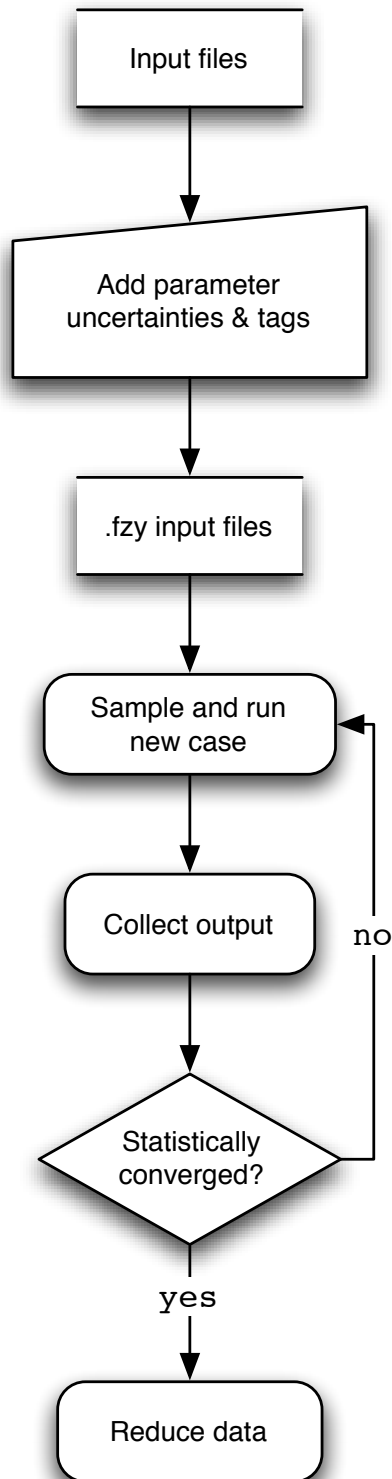 Input files
Add parameter
uncertainties & tags
.fzy input files
Sample and run
new case
Collect output
no
Statistically
converged?
yes
Reduce data